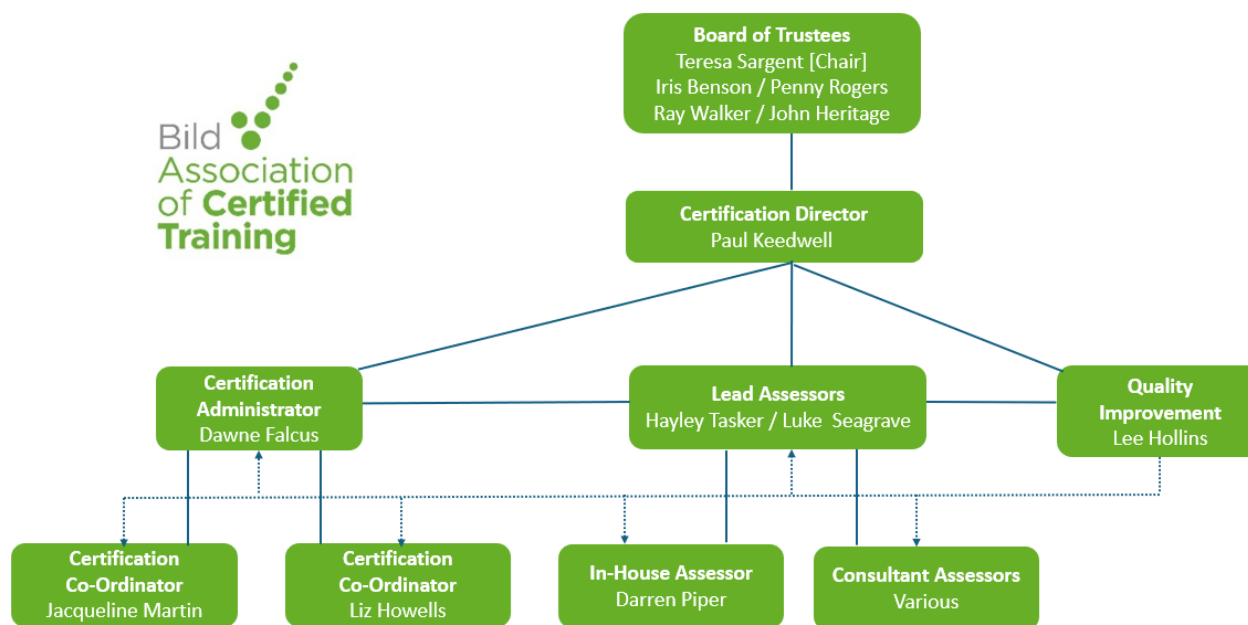 Board of Trustees
Teresa Sargent [Chair]
Iris Benson / Penny Rogers
Ray Walker / John Heritage
Bild
Association
of Certified
Training
Certification Director
Paul Keedwell
Certification
Administrator
Dawne Falcus
Lead Assessors
Hayley Tasker / Luke  Seagrave
Quality
Improvement
Lee Hollins
Certification
Co-Ordinator
Jacqueline Martin
Certification
Co-Ordinator
Liz Howells
In-House Assessor
Darren Piper
Consultant Assessors
Various